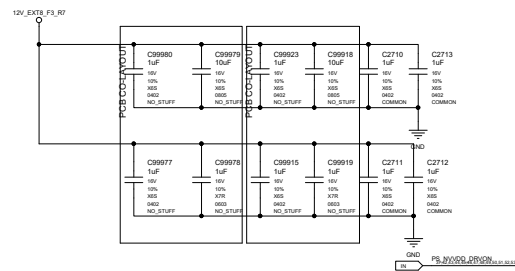 12V_EXT8_F3_R7
PCB CO-LAYOUT
PCB CO-LAYOUT
C99980
1uF
16V
10%
X6S
0402
NO_STUFF
C99979
10uF
16V
10%
X6S
0805
NO_STUFF
C99923
1uF
16V
10%
X6S
0402
NO_STUFF
C99918
10uF
16V
10%
X6S
0805
NO_STUFF
C2710
1uF
16V
10%
X6S
0402
COMMON
C2713
1uF
16V
10%
X6S
0402
COMMON
GND
C99977
1uF
16V
10%
X6S
0402
NO_STUFF
C99978
1uF
16V
10%
X7R
0603
NO_STUFF
C99915
1uF
16V
10%
X6S
0402
NO_STUFF
C99919
1uF
16V
10%
X7R
0603
NO_STUFF
C2711
1uF
16V
10%
X6S
0402
COMMON
C2712
1uF
16V
10%
X6S
0402
COMMON
GND
IN
PS_NVVDD_DRVON